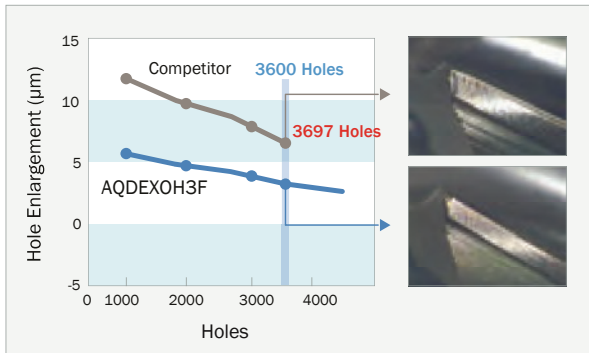 15
10
5
0
-5
Hole Enlargement (μm)
Competitor
3600 Holes
3697 Holes
AQDEXOH3F
0 1000 2000 3000 4000
Holes